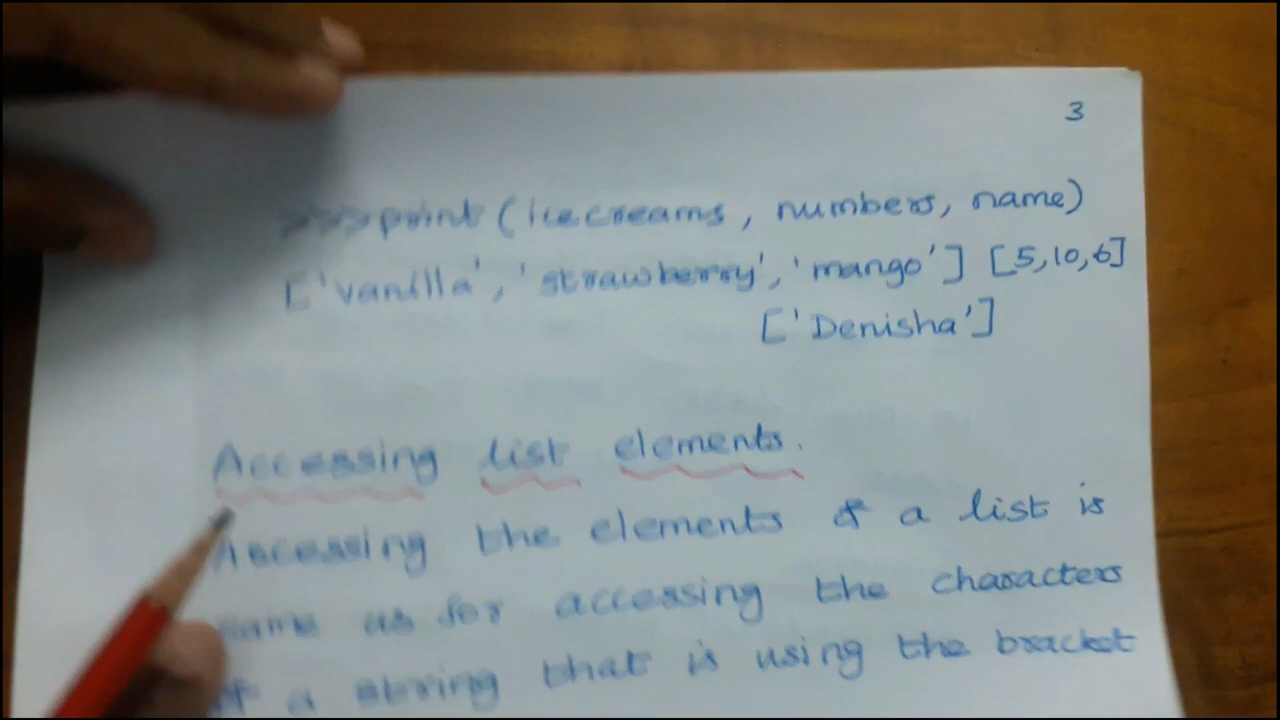 3
>>>print (icecreams, numbers, name)
['vanilla', 'strawberry', 'mango'] [5,10,6]
['Denisha']
Accessing list elements.
Accessing the elements of a list is
same as for accessing the characters
of a string that is using the bracket